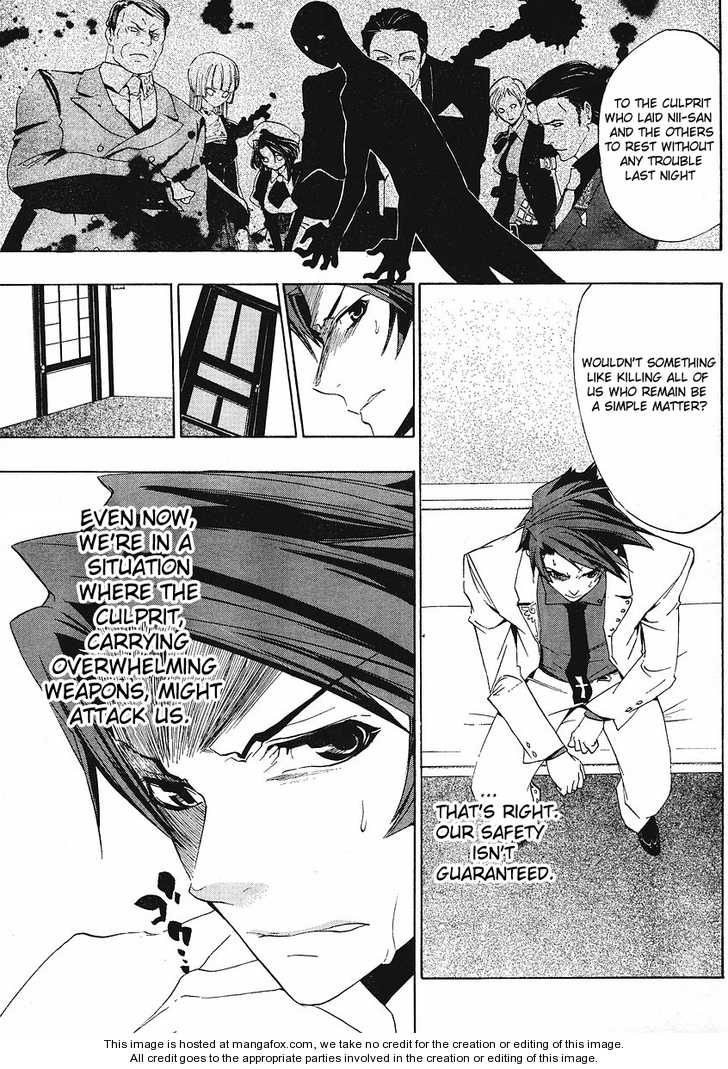 TO THE CULPRIT
WHO LAID NII-SAN
AND THE OTHERS
TO REST WITHOUT
ANY TROUBLE
LAST NIGHT
WOULDN'T SOMETHING
LIKE KILLING ALL OF
US WHO REMAIN BE
A SIMPLE MATTER?
...
THAT'S RIGHT.
OUR SAFETY
ISN'T
GUARANTEED.
EVEN NOW,
WE'RE IN A
SITUATION
WHERE THE
CULPRIT,
CARRYING
OVERWHELMING
WEAPONS, MIGHT
ATTACK US.
This image is hosted at mangafox.com, we take no credit for the creation or editing of this image.
All credit goes to the appropriate parties involved in the creation or editing of this image.